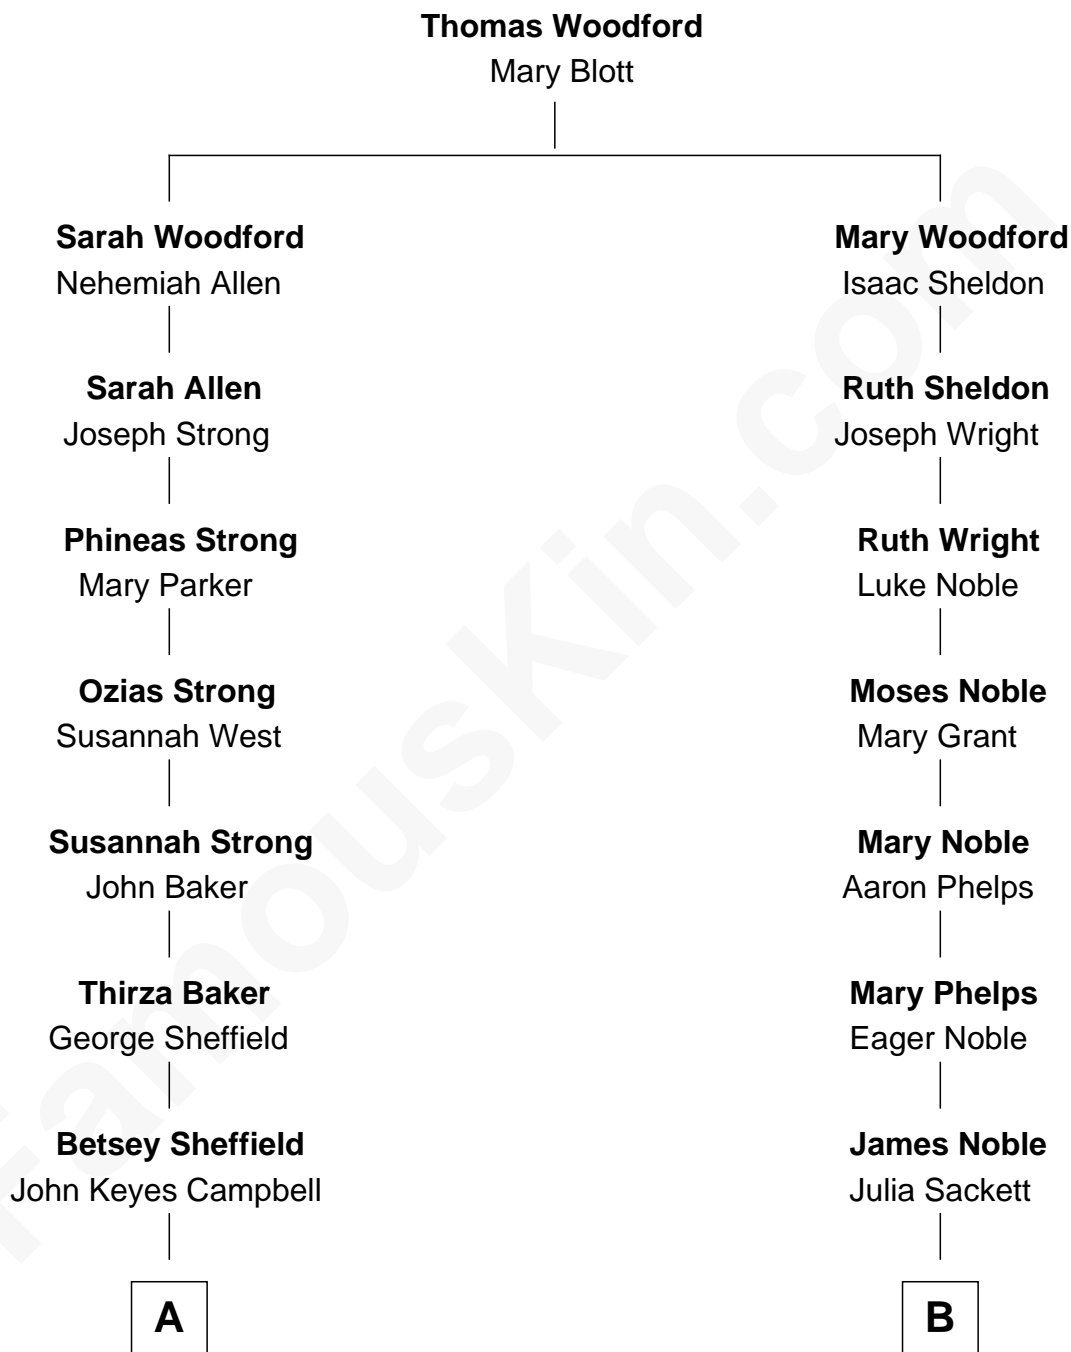 Thomas Woodford
Mary Blott
Sarah Woodford
Nehemiah Allen
Mary Woodford
Isaac Sheldon
Sarah Allen
Joseph Strong
Ruth Sheldon
Joseph Wright
Phineas Strong
Mary Parker
Ruth Wright
Luke Noble
Ozias Strong
Susannah West
Moses Noble
Mary Grant
Susannah Strong
John Baker
Mary Noble
Aaron Phelps
Thirza Baker
George Sheffield
Mary Phelps
Eager Noble
Betsey Sheffield
John Keyes Campbell
James Noble
Julia Sackett
A
B
FamousKin.com